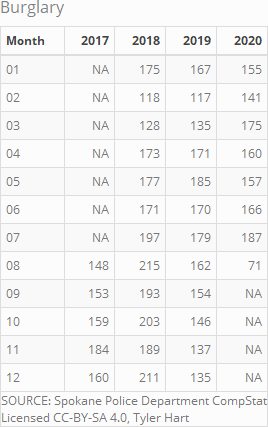 Burglary
Month 2017 2018 2019 2020
01 NA 175 167 155
02 NA 118 117 141
03 NA 128 135 175
04 NA 173 171 160
05 NA 177 185 157
06 NA 171 170 166
07 NA 197 179 187
08 148 215 162 71
09 153 193 154 NA
10 159 203 146 NA
11 184 189 137 NA
12 160 211 135 NA
SOURCE: Spokane Police Department CompStat
Licensed CC-BY-SA 4.0, Tyler Hart